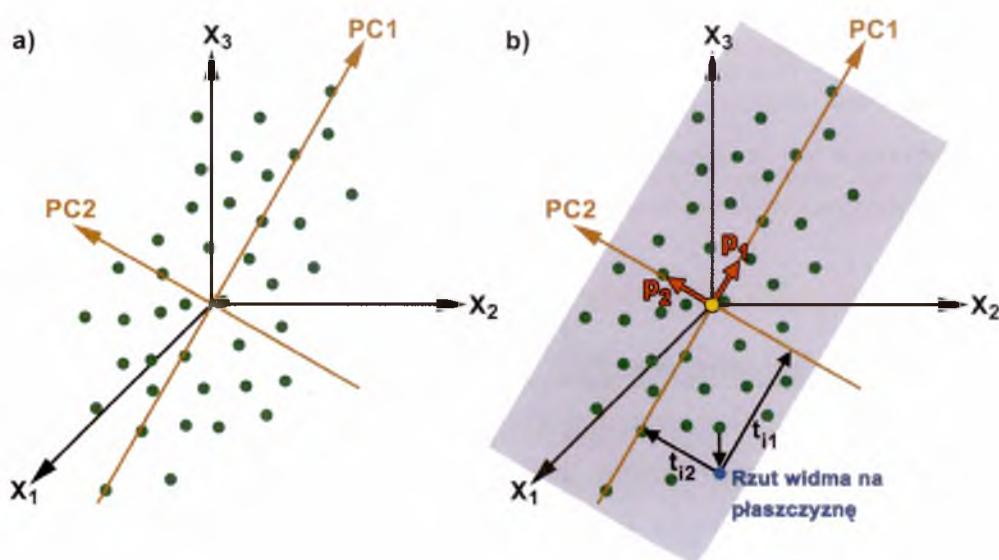 a)
X3
PC1
PC2
X2
X1
b)
X3
PC1
PC2
p1
p2
X2
ti1
ti2
X1
Rzut widma na
płaszczyznę